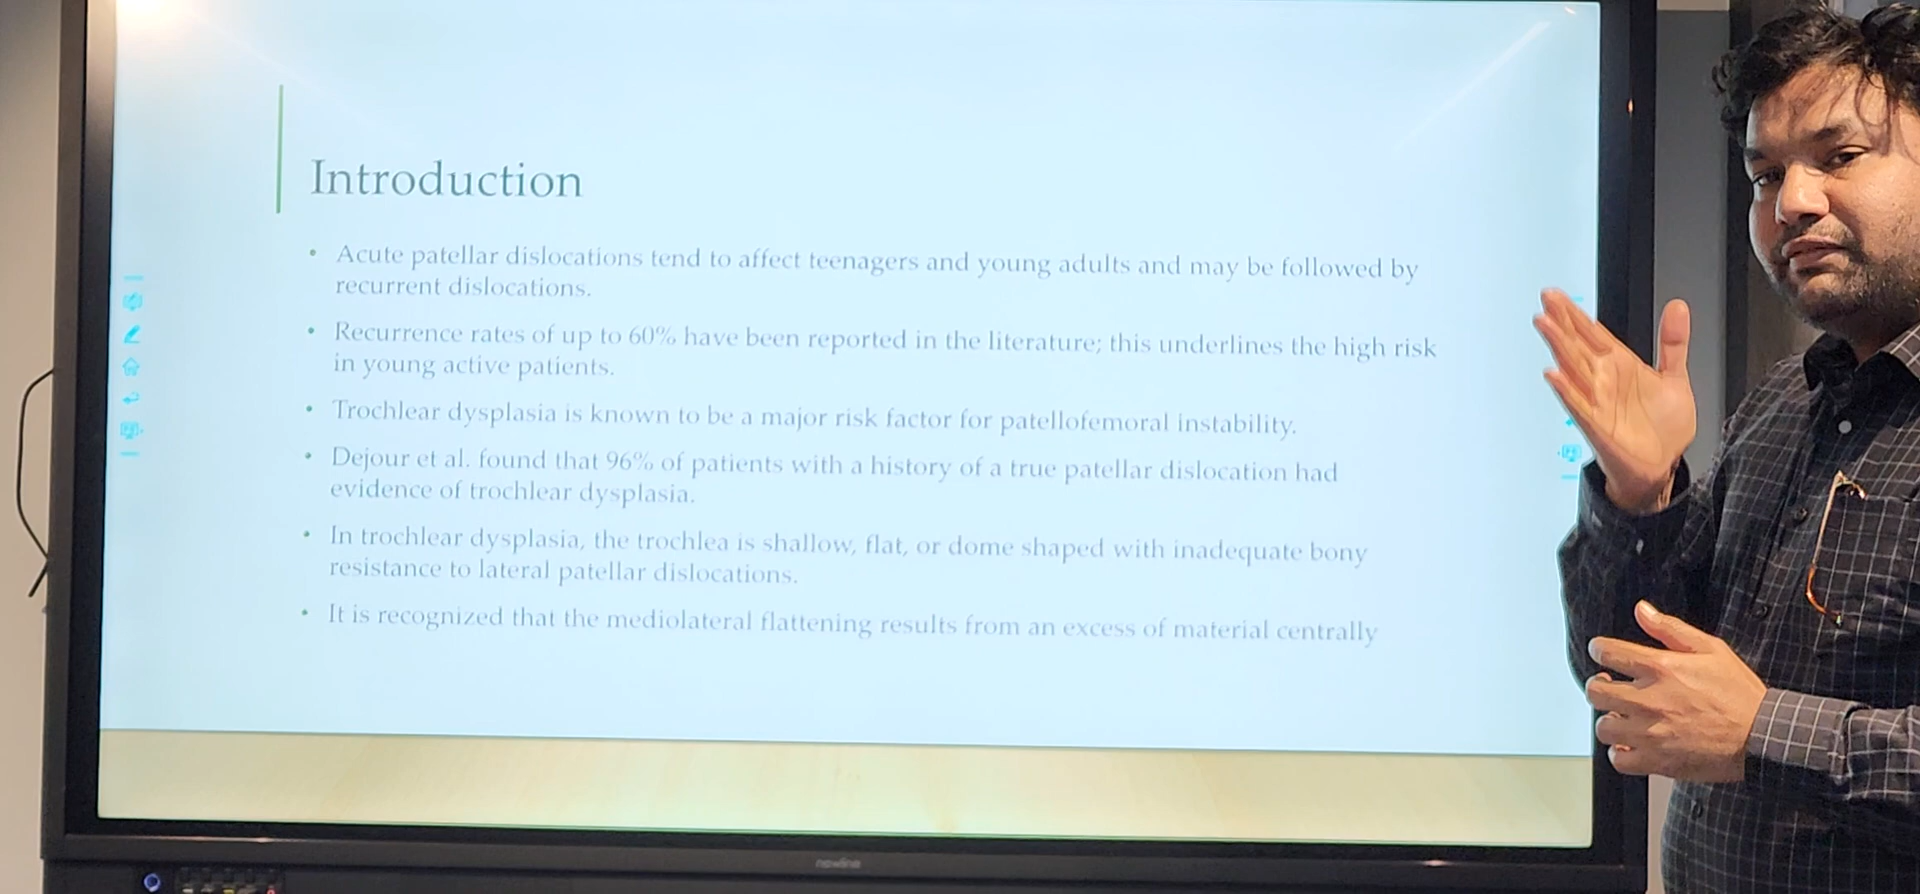 Introduction
• Acute patellar dislocations tend to affect teenagers and young adults and may be followed by
recurrent dislocations.
• Recurrence rates of up to 60% have been reported in the literature; this underlines the high risk
in young active patients.
• Trochlear dysplasia is known to be a major risk factor for patellofemoral instability.
• Dejour et al. found that 96% of patients with a history of a true patellar dislocation had
evidence of trochlear dysplasia.
• In trochlear dysplasia, the trochlea is shallow, flat, or dome shaped with inadequate bony
resistance to lateral patellar dislocations.
• It is recognized that the mediolateral flattening results from an excess of material centrally
newline